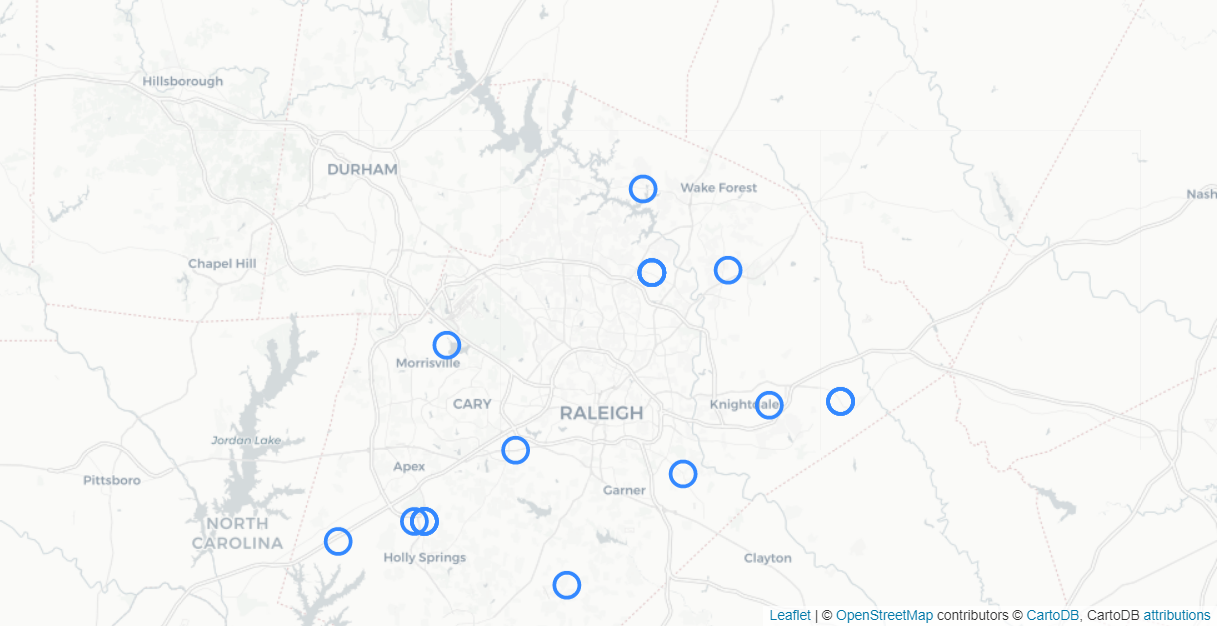 Hillsborough
DURHAM
Wake Forest
Nash
Chapel Hill
Morrisville
CARY
RALEIGH
Knightdale
Jordan Lake
Apex
Pittsboro
Garner
NORTH
CAROLINA
Holly Springs
Clayton
Leaflet | © OpenStreetMap contributors © CartoDB, CartoDB attributions